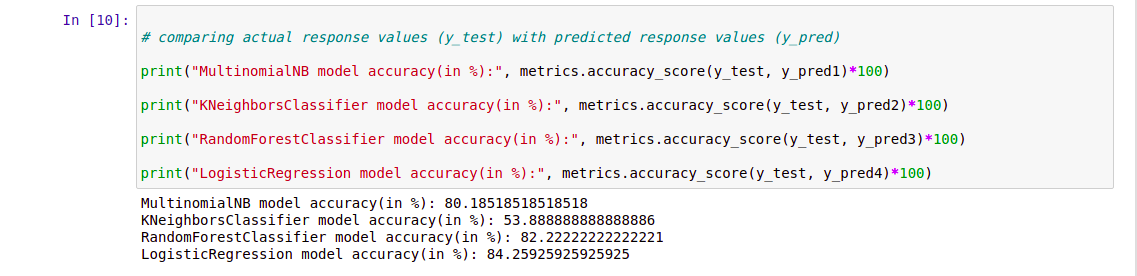 In [10]:
# comparing actual response values (y_test) with predicted response values (y_pred)
print("MultinomialNB model accuracy(in %):", metrics.accuracy_score(y_test, y_pred1)*100)
print("KNeighborsClassifier model accuracy(in %):", metrics.accuracy_score(y_test, y_pred2)*100)
print("RandomForestClassifier model accuracy(in %):", metrics.accuracy_score(y_test, y_pred3)*100)
print("LogisticRegression model accuracy(in %):", metrics.accuracy_score(y_test, y_pred4)*100)
MultinomialNB model accuracy(in %): 80.18518518518518
KNeighborsClassifier model accuracy(in %): 53.888888888888886
RandomForestClassifier model accuracy(in %): 82.22222222222221
LogisticRegression model accuracy(in %): 84.25925925925925